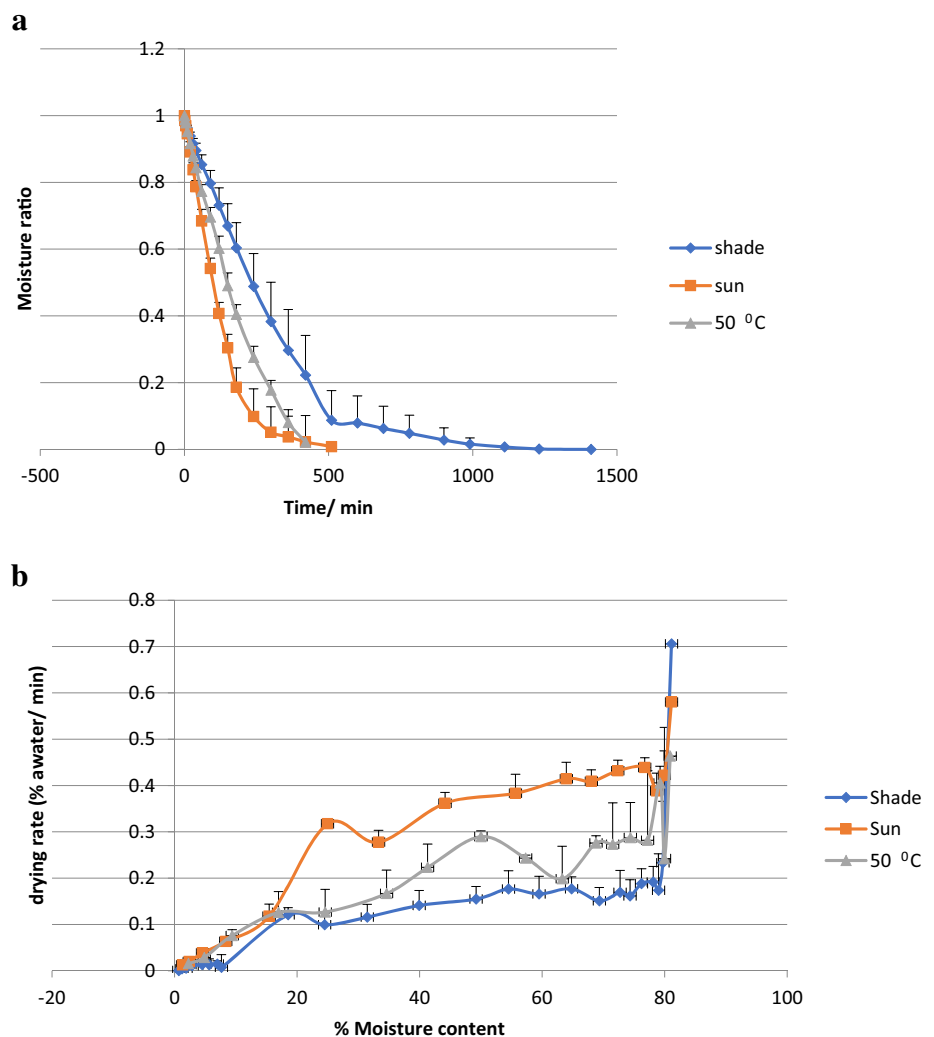 a
1.2
1
0.8
0.6
0.4
0.2
0
-500
0
500
1000
1500
Moisture ratio
Time/ min
shade
sun
50 ⁰C
b
0.8
0.7
0.6
0.5
0.4
0.3
0.2
0.1
0
-20
0
20
40
60
80
100
drying rate (% awater/ min)
% Moisture content
Shade
Sun
50 ⁰C